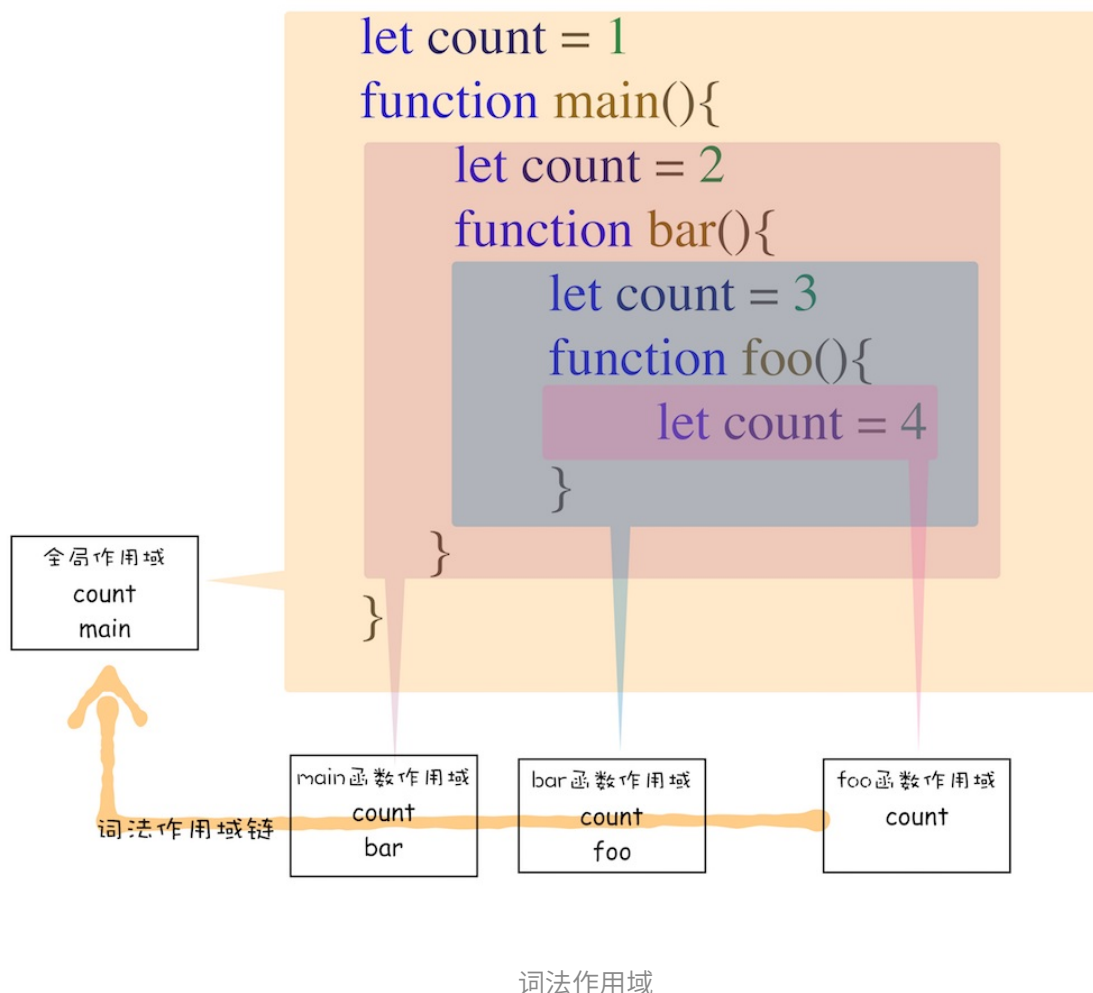 let count = 1
function main(){
let count = 2
function bar(){
let count = 3
function foo(){
let count = 4
}
}
}
全局作用域
count
main
main函数作用域
count
bar
bar函数作用域
count
foo
foo函数作用域
count
词法作用域链
词法作用域